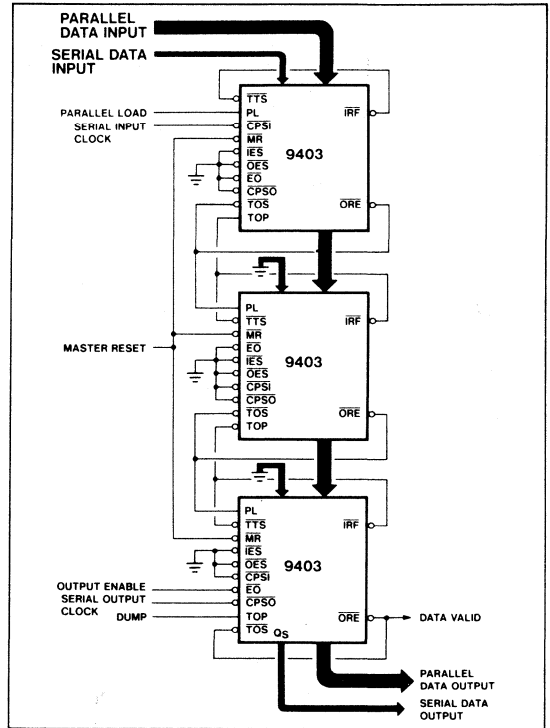 PARALLEL
DATA INPUT
SERIAL DATA
INPUT
TTS
PL
IRF
PARALLEL LOAD
SERIAL INPUT
CLOCK
CPSI
MR
IES
OES
EO
CPSO
TOS
TOP
9403
ORE
PL
TTS
IRF
MASTER RESET
MR
EO
IES
OES
CPSI
CPSO
TOS
TOP
9403
ORE
PL
TTS
IRF
MR
IES
OES
CPSI
9403
OUTPUT ENABLE
EO
SERIAL OUTPUT
CLOCK
CPSO
DUMP
TOP
TOS
QS
ORE
DATA VALID
PARALLEL
DATA OUTPUT
SERIAL DATA
OUTPUT